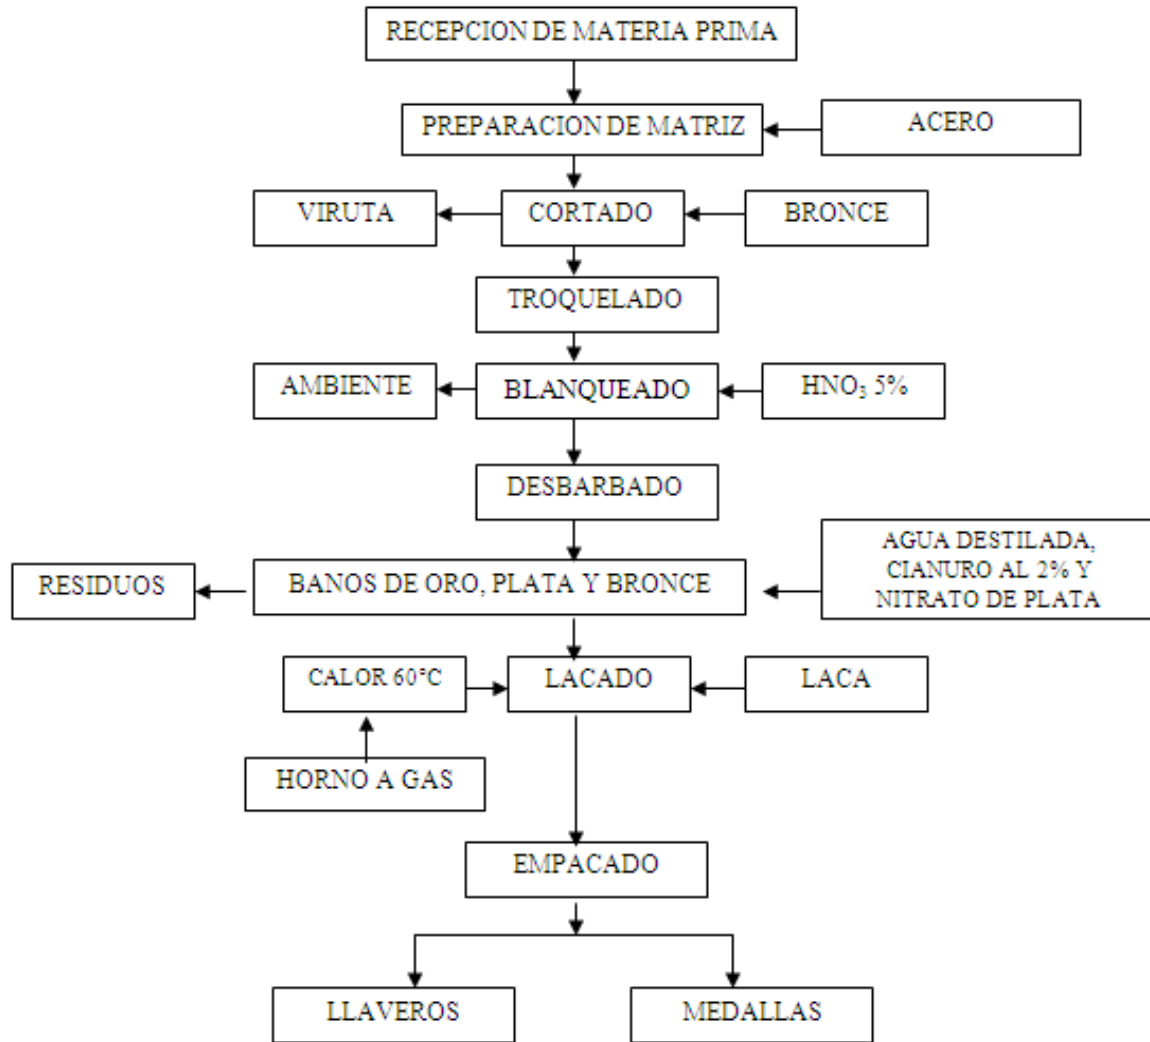 RECEPCION DE MATERIA PRIMA
PREPARACION DE MATRIZ
ACERO
VIRUTA
CORTADO
BRONCE
TROQUELADO
AMBIENTE
BLANQUEADO
HNO₃ 5%
DESBARBADO
RESIDUOS
BANOS DE ORO, PLATA Y BRONCE
AGUA DESTILADA,
CIANURO AL 2% Y
NITRATO DE PLATA
CALOR 60°C
LACADO
LACA
HORNO A GAS
EMPACADO
LLAVEROS
MEDALLAS